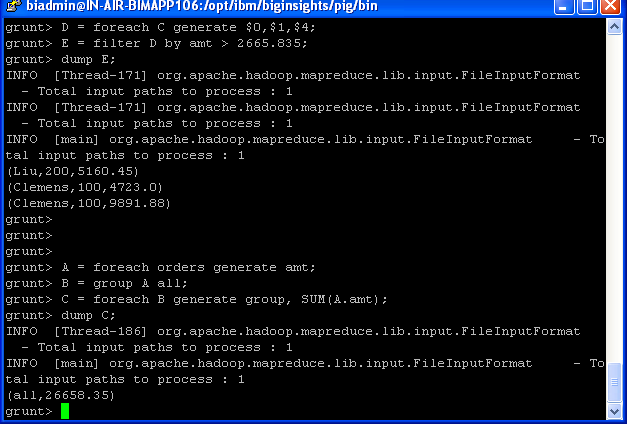 biadmin@IN-AIR-BIMAPP106:/opt/ibm/biginsights/pig/bin
grunt> D = foreach C generate $0,$1,$4;
grunt> E = filter D by amt > 2665.835;
grunt> dump E;
INFO  [Thread-171] org.apache.hadoop.mapreduce.lib.input.FileInputFormat
  - Total input paths to process : 1
INFO  [Thread-171] org.apache.hadoop.mapreduce.lib.input.FileInputFormat
  - Total input paths to process : 1
INFO  [main] org.apache.hadoop.mapreduce.lib.input.FileInputFormat     - To
tal input paths to process : 1
(Liu,200,5160.45)
(Clemens,100,4723.0)
(Clemens,100,9891.88)
grunt>
grunt>
grunt>
grunt> A = foreach orders generate amt;
grunt> B = group A all;
grunt> C = foreach B generate group, SUM(A.amt);
grunt> dump C;
INFO  [Thread-186] org.apache.hadoop.mapreduce.lib.input.FileInputFormat
  - Total input paths to process : 1
INFO  [main] org.apache.hadoop.mapreduce.lib.input.FileInputFormat     - To
tal input paths to process : 1
(all,26658.35)
grunt>